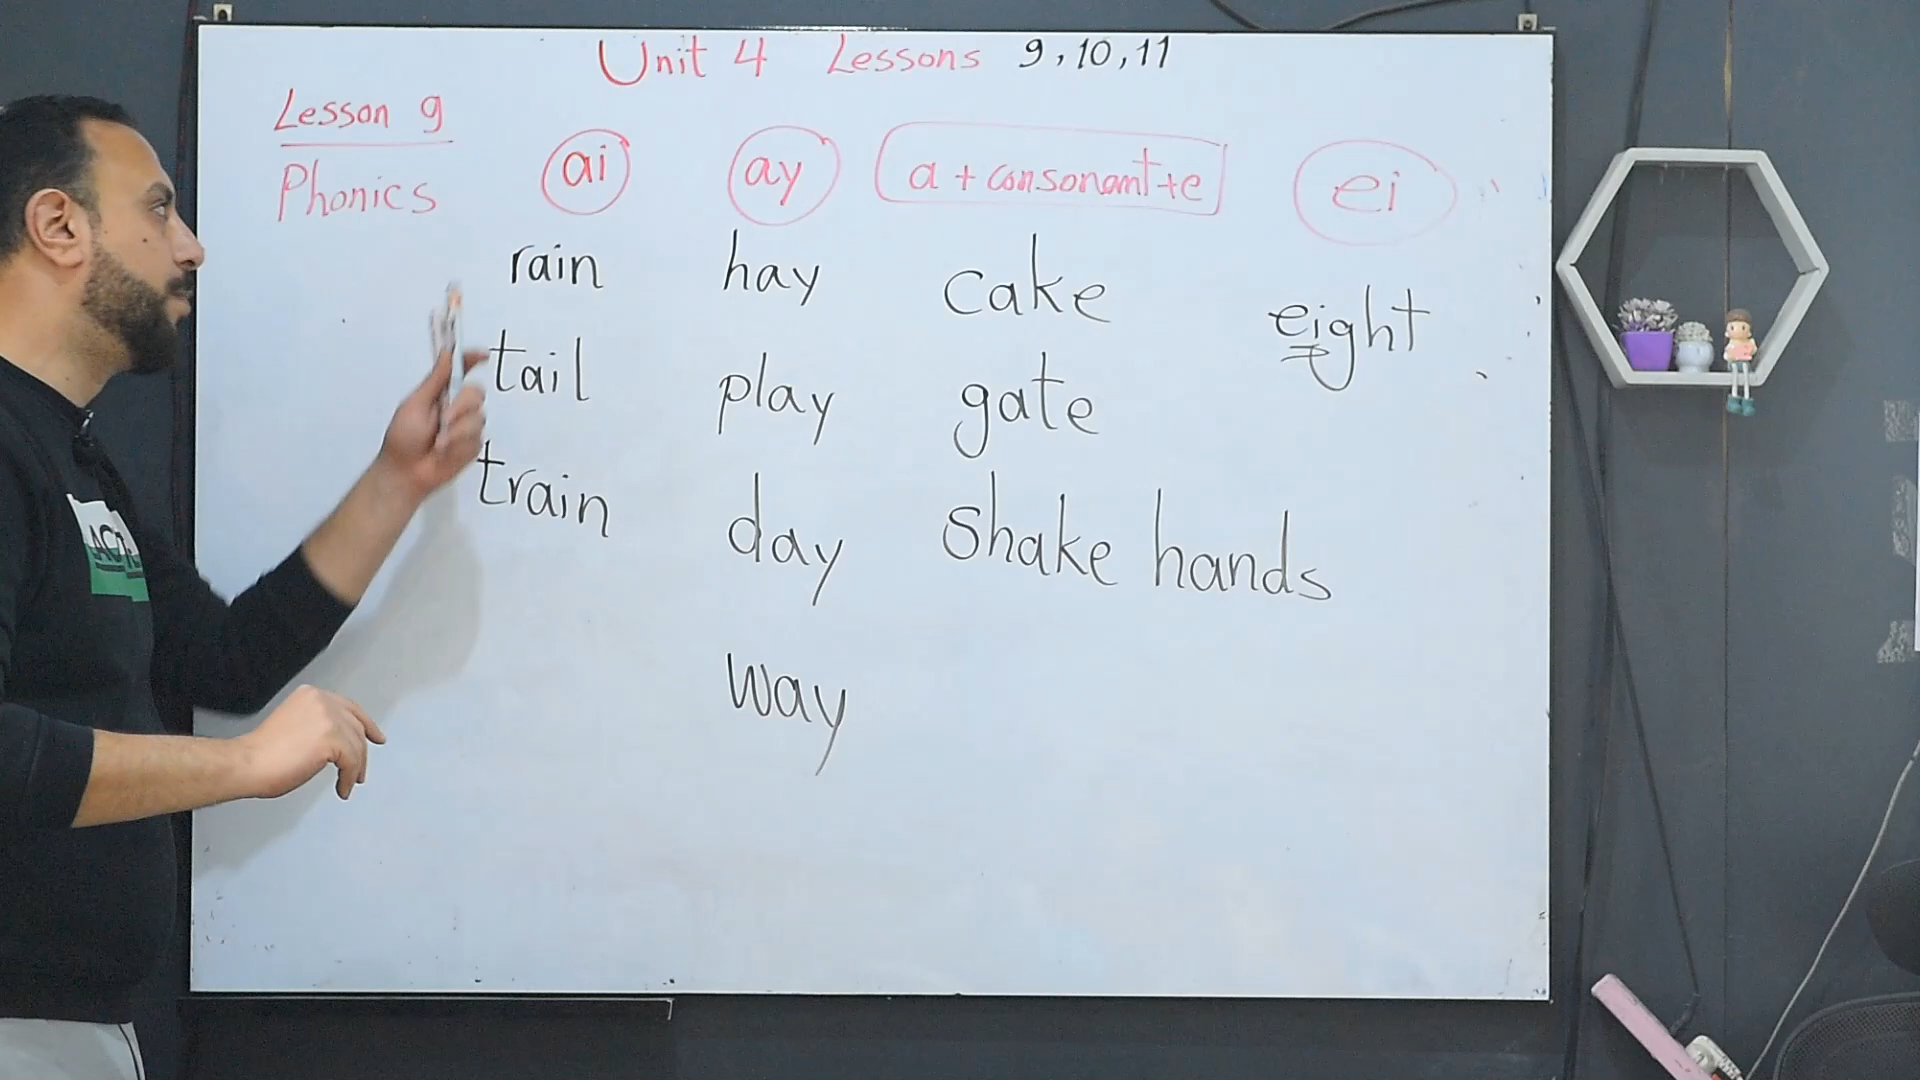 Unit 4 Lessons 9,10,11
Lesson 9
Phonics
ai ay a + consonant + e ei
rain hay cake eight
tail play gate
train day shake hands
way